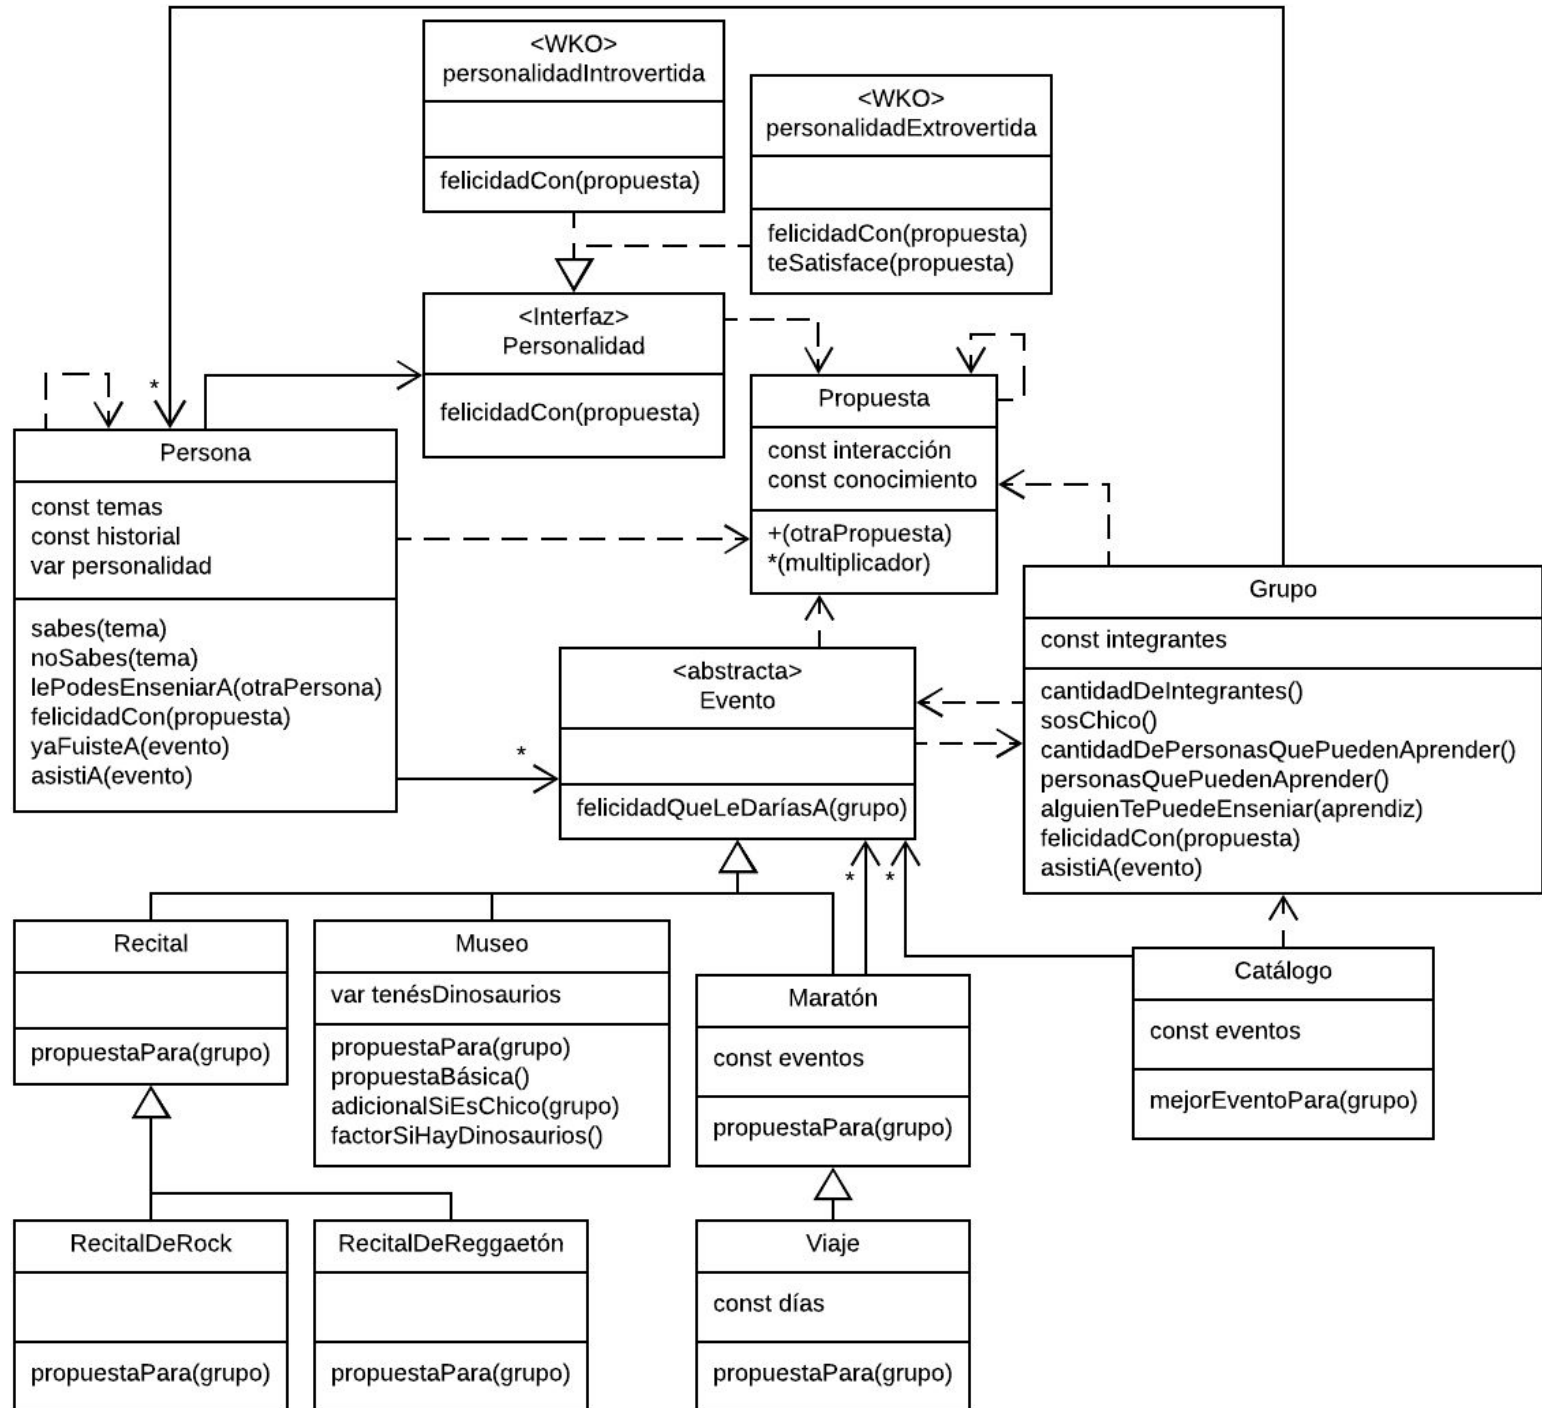 <WKO>
personalidadIntrovertida
felicidadCon(propuesta)
<WKO>
personalidadExtrovertida
felicidadCon(propuesta)
teSatisface(propuesta)
<Interfaz>
Personalidad
felicidadCon(propuesta)
*
Persona
const temas
const historial
var personalidad
sabes(tema)
noSabes(tema)
lePodesEnseniarA(otraPersona)
felicidadCon(propuesta)
yaFuisteA(evento)
asistiA(evento)
Propuesta
const interacción
const conocimiento
+(otraPropuesta)
*(multiplicador)
Grupo
const integrantes
cantidadDeIntegrantes()
sosChico()
cantidadDePersonasQuePuedenAprender()
personasQuePuedenAprender()
alguienTePuedeEnseniar(aprendiz)
felicidadCon(propuesta)
asistiA(evento)
*
<abstracta>
Evento
felicidadQueLeDaríasA(grupo)
*
*
Recital
propuestaPara(grupo)
Museo
var tenésDinosaurios
propuestaPara(grupo)
propuestaBásica()
adicionalSiEsChico(grupo)
factorSiHayDinosaurios()
Maratón
const eventos
propuestaPara(grupo)
Catálogo
const eventos
mejorEventoPara(grupo)
RecitalDeRock
propuestaPara(grupo)
RecitalDeReggaetón
propuestaPara(grupo)
Viaje
const días
propuestaPara(grupo)